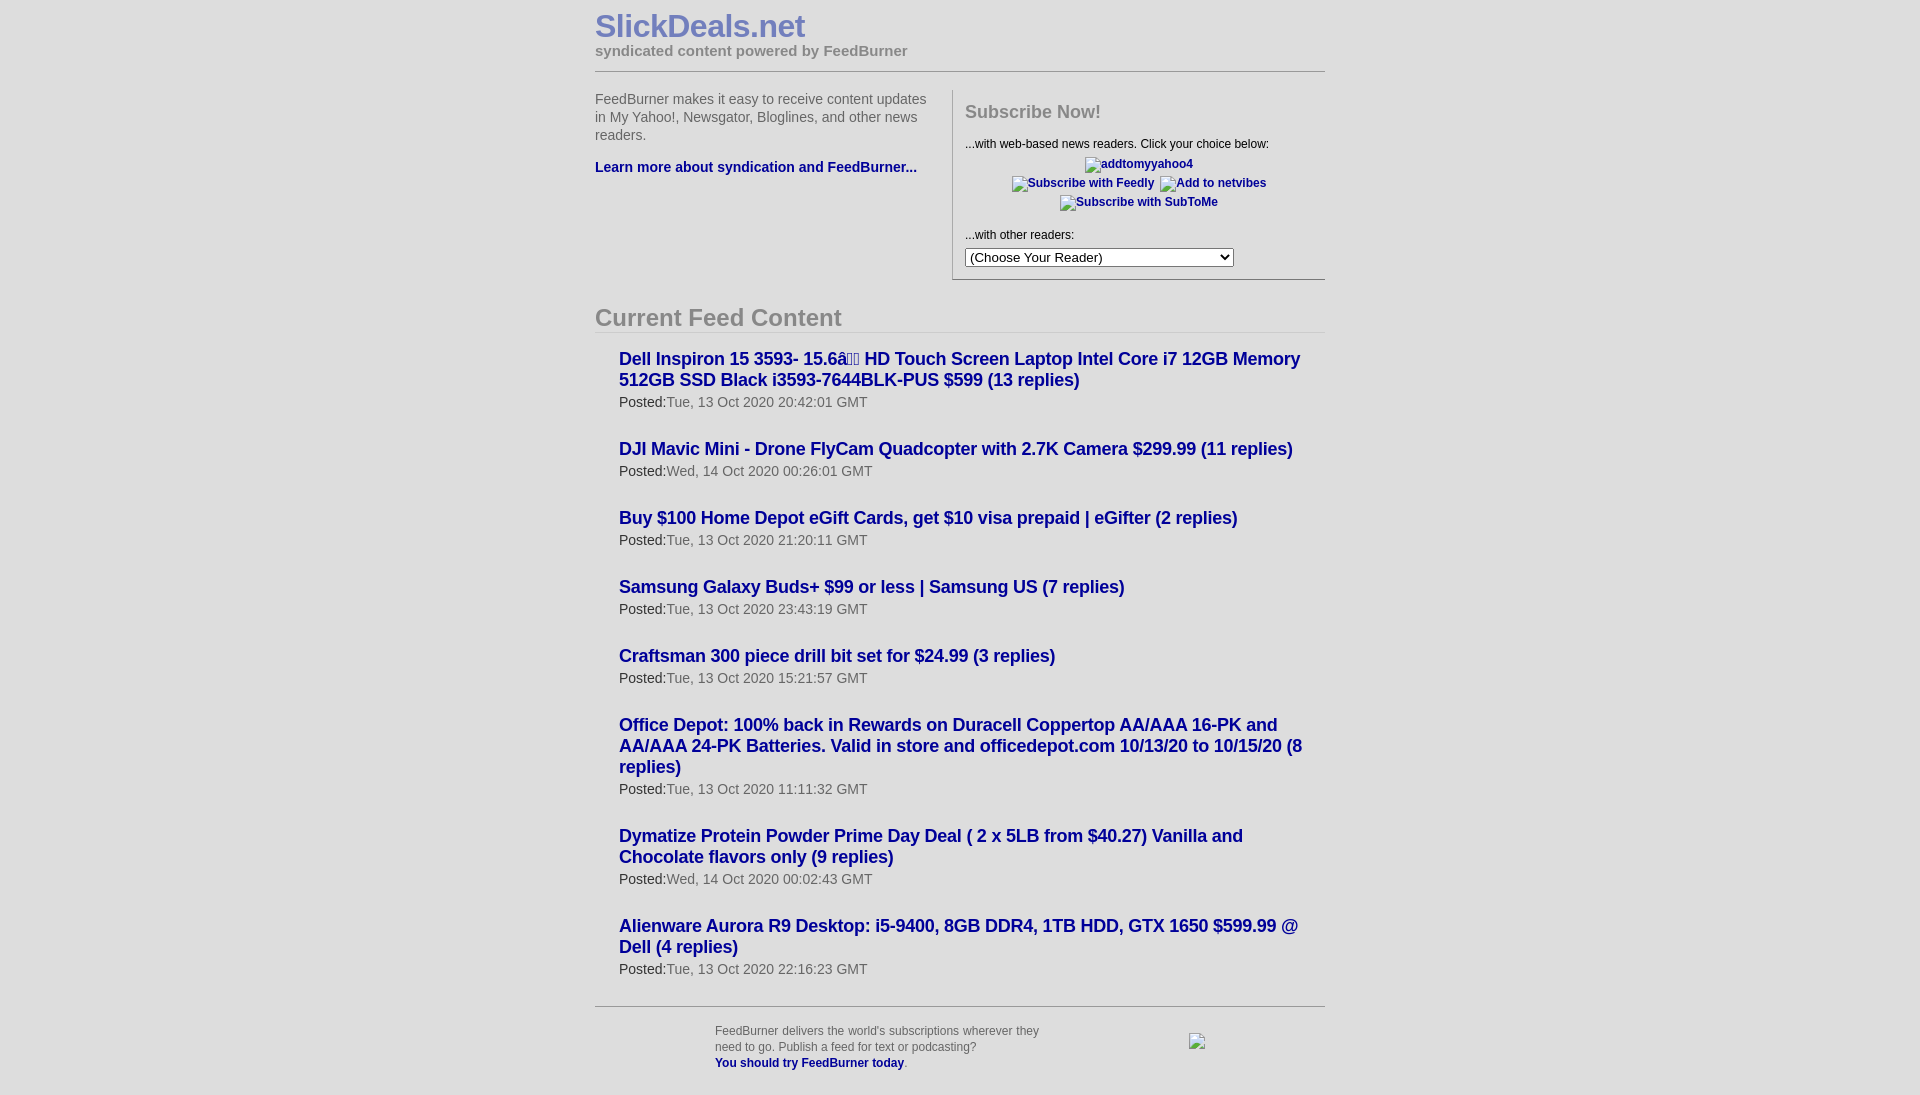 SlickDeals.net
syndicated content powered by FeedBurner
FeedBurner makes it easy to receive content updates
in My Yahoo!, Newsgator, Bloglines, and other news
readers.
Learn more about syndication and FeedBurner...
Subscribe Now!
...with web-based news readers. Click your choice below:
addtomyyahoo4
Subscribe with Feedly Add to netvibes
Subscribe with SubToMe
...with other readers:
(Choose Your Reader)
Current Feed Content
Dell Inspiron 15 3593- 15.6â HD Touch Screen Laptop Intel Core i7 12GB Memory
512GB SSD Black i3593-7644BLK-PUS $599 (13 replies)
Posted:Tue, 13 Oct 2020 20:42:01 GMT
DJI Mavic Mini - Drone FlyCam Quadcopter with 2.7K Camera $299.99 (11 replies)
Posted:Wed, 14 Oct 2020 00:26:01 GMT
Buy $100 Home Depot eGift Cards, get $10 visa prepaid | eGifter (2 replies)
Posted:Tue, 13 Oct 2020 21:20:11 GMT
Samsung Galaxy Buds+ $99 or less | Samsung US (7 replies)
Posted:Tue, 13 Oct 2020 23:43:19 GMT
Craftsman 300 piece drill bit set for $24.99 (3 replies)
Posted:Tue, 13 Oct 2020 15:21:57 GMT
Office Depot: 100% back in Rewards on Duracell Coppertop AA/AAA 16-PK and
AA/AAA 24-PK Batteries. Valid in store and officedepot.com 10/13/20 to 10/15/20 (8
replies)
Posted:Tue, 13 Oct 2020 11:11:32 GMT
Dymatize Protein Powder Prime Day Deal ( 2 x 5LB from $40.27) Vanilla and
Chocolate flavors only (9 replies)
Posted:Wed, 14 Oct 2020 00:02:43 GMT
Alienware Aurora R9 Desktop: i5-9400, 8GB DDR4, 1TB HDD, GTX 1650 $599.99 @
Dell (4 replies)
Posted:Tue, 13 Oct 2020 22:16:23 GMT
FeedBurner delivers the world's subscriptions wherever they
need to go. Publish a feed for text or podcasting?
You should try FeedBurner today.